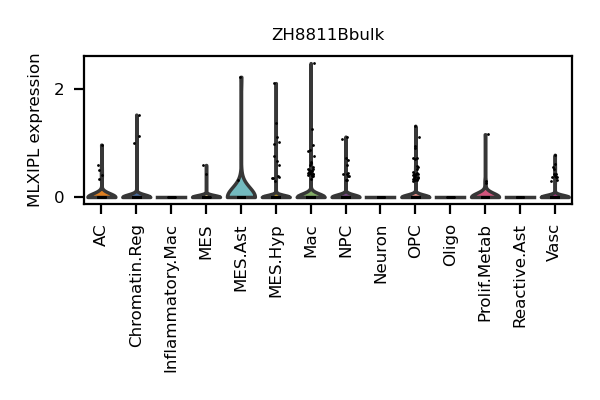 ZH8811Bbulk
MLXIPL expression
2
0
AC
Chromatin.Reg
Inflammatory.Mac
MES
MES.Ast
MES.Hyp
Mac
NPC
Neuron
OPC
Oligo
Prolif.Metab
Reactive.Ast
Vasc